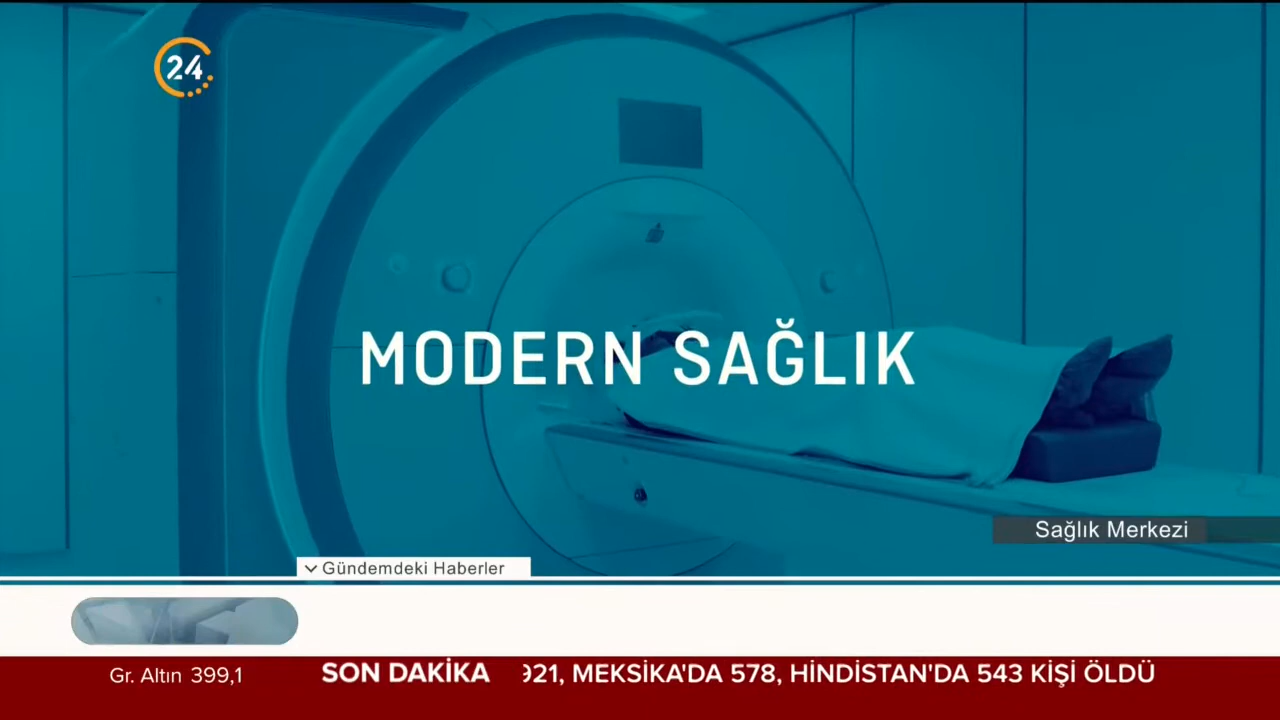 24
MODERN SAĞLIK
Sağlık Merkezi
Gündemdeki Haberler
Gr. Altın 399,1
SON DAKİKA
921, MEKSİKA'DA 578, HİNDİSTAN'DA 543 KİŞİ ÖLDÜ